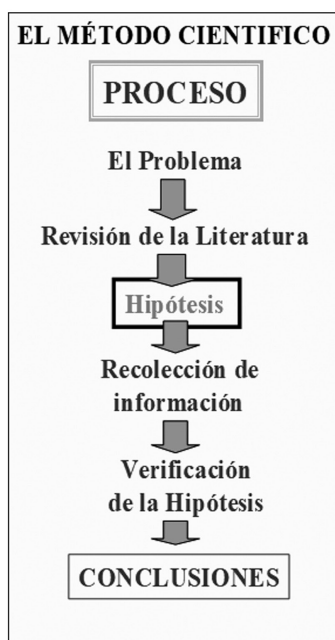 EL MÉTODO CIENTIFICO
PROCESO
El Problema
Revisión de la Literatura
Hipótesis
Recolección de
información
Verificación
de la Hipótesis
CONCLUSIONES